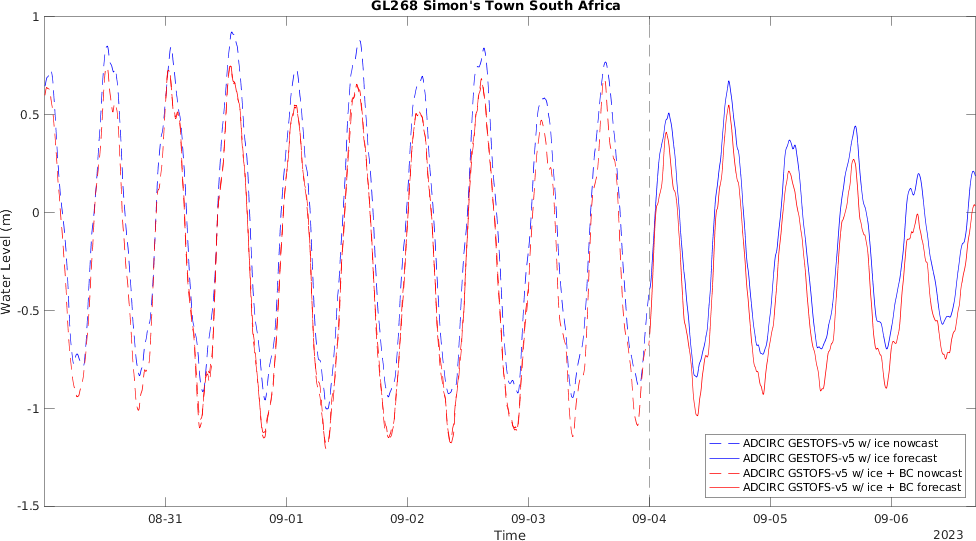 GL268 Simon's Town South Africa
1
0.5
0
-0.5
-1
-1.5
Water Level (m)
08-31
09-01
09-02
09-03
09-04
09-05
09-06
Time
2023
ADCIRC GESTOFS-v5 w/ ice nowcast
ADCIRC GESTOFS-v5 w/ ice forecast
ADCIRC GSTOFS-v5 w/ ice + BC nowcast
ADCIRC GSTOFS-v5 w/ ice + BC forecast